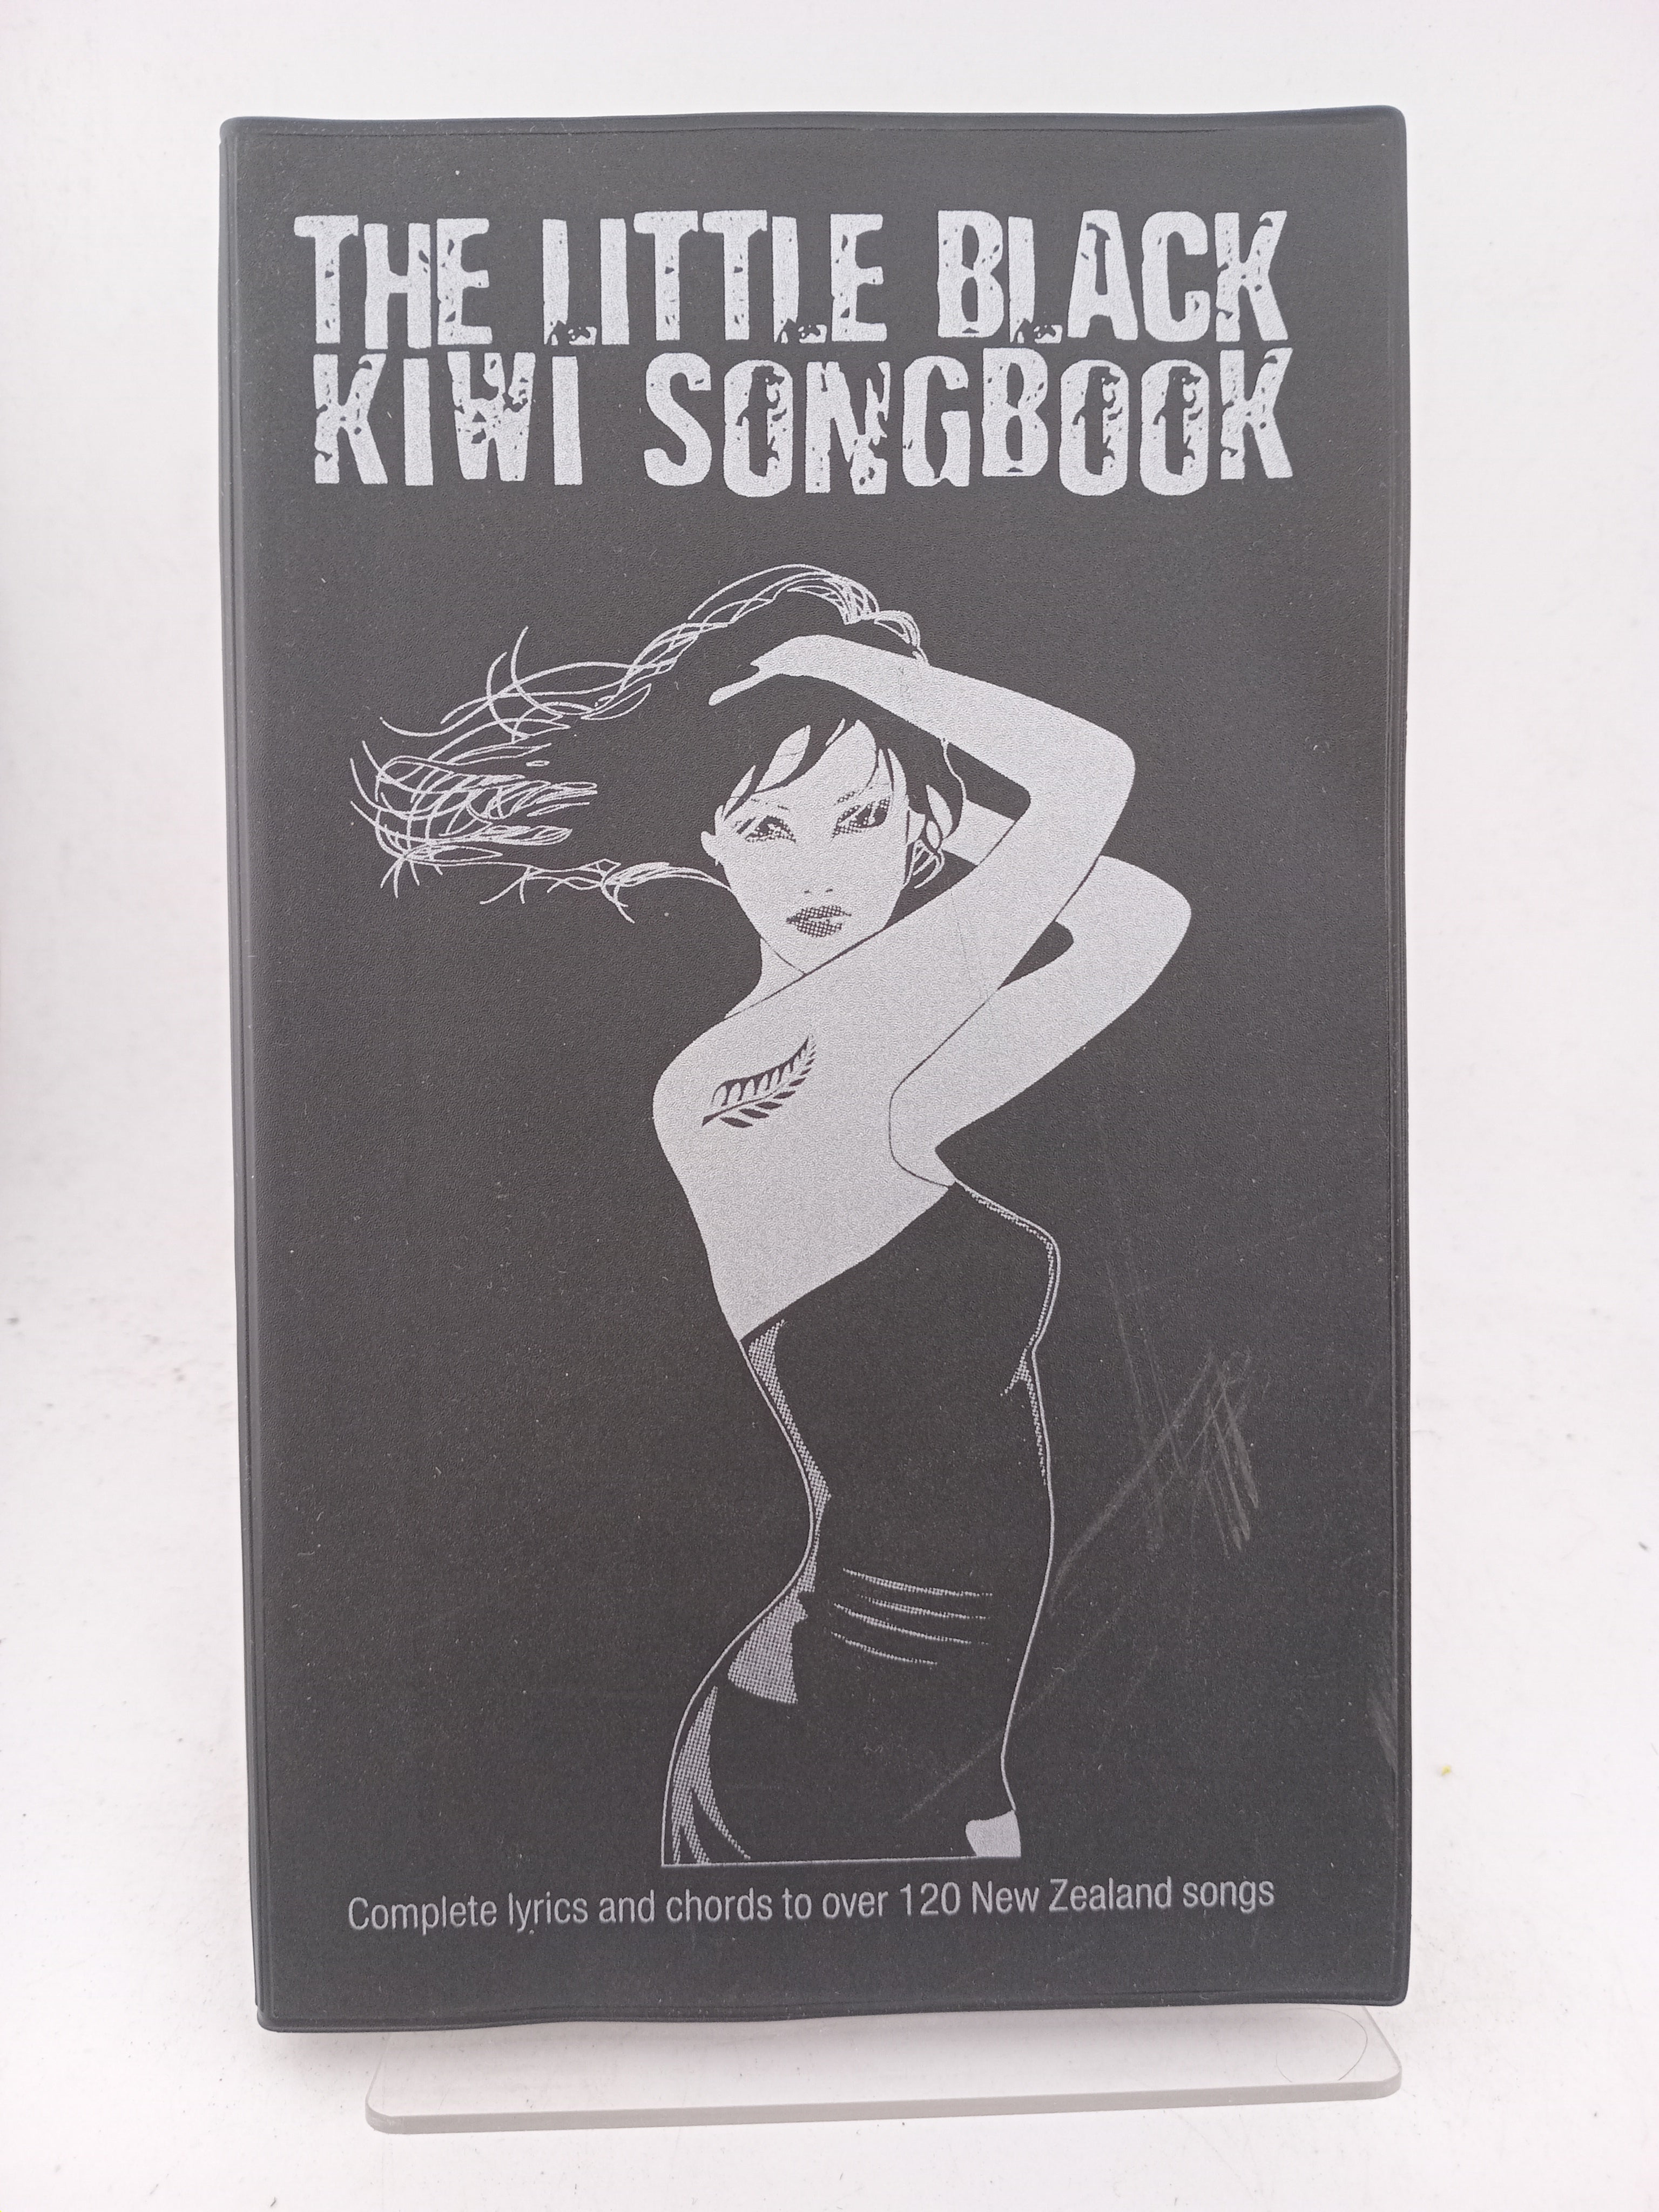 THE LITTLE BLACK
KIWI SONGBOOK
Complete lyrics and chords to over 120 New Zealand songs